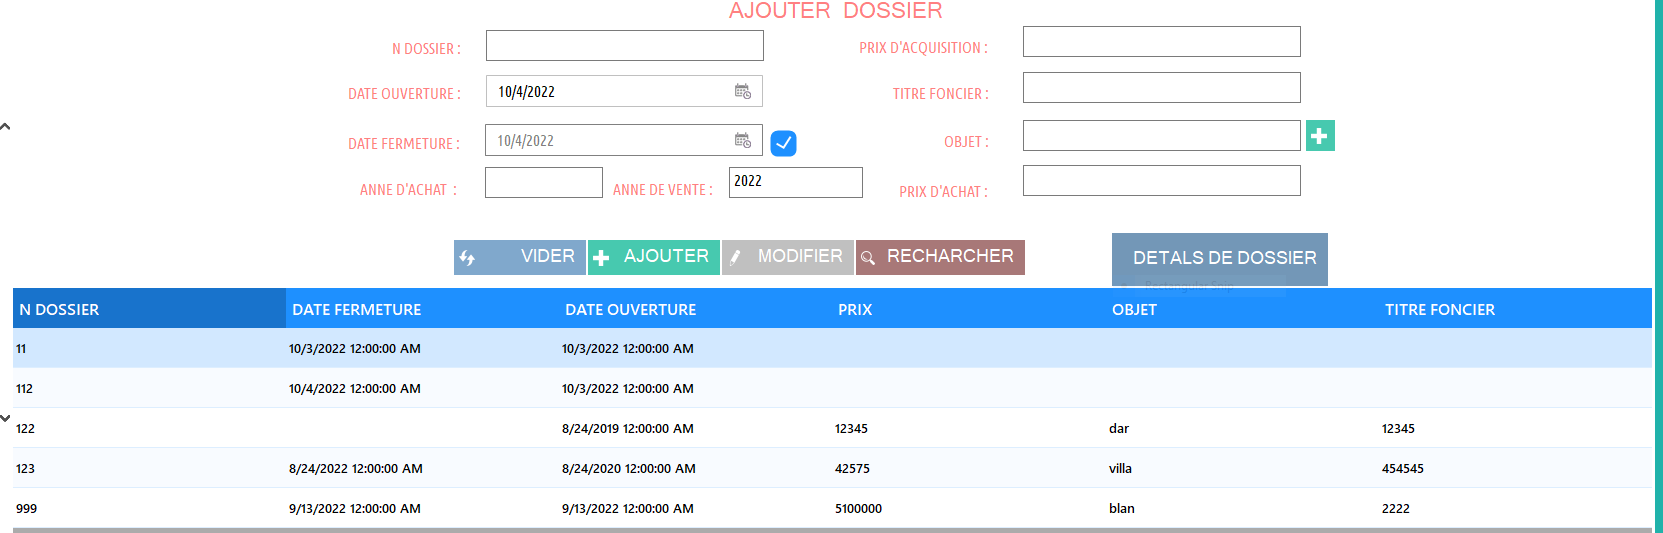 AJOUTER DOSSIER
N DOSSIER :
PRIX D'ACQUISITION :
DATE OUVERTURE : 10/4/2022
TITRE FONCIER :
DATE FERMETURE : 10/4/2022
OBJET :
ANNE D'ACHAT : ANNE DE VENTE : 2022
PRIX D'ACHAT :
VIDER AJOUTER MODIFIER RECHARCHER DETALS DE DOSSIER
Rectangular Snip
N DOSSIER DATE FERMETURE DATE OUVERTURE PRIX OBJET TITRE FONCIER
11 10/3/2022 12:00:00 AM 10/3/2022 12:00:00 AM
112 10/4/2022 12:00:00 AM 10/3/2022 12:00:00 AM
122 8/24/2019 12:00:00 AM 12345 dar 12345
123 8/24/2022 12:00:00 AM 8/24/2020 12:00:00 AM 42575 villa 454545
999 9/13/2022 12:00:00 AM 9/13/2022 12:00:00 AM 5100000 blan 2222